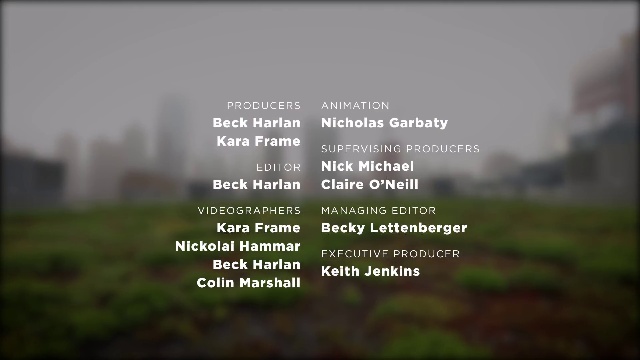 PRODUCERS
Beck Harlan
Kara Frame
EDITOR
Beck Harlan
VIDEOGRAPHERS
Kara Frame
Nickolai Hammar
Beck Harlan
Colin Marshall
ANIMATION
Nicholas Garbaty
SUPERVISING PRODUCERS
Nick Michael
Claire O'Neill
MANAGING EDITOR
Becky Lettenberger
EXECUTIVE PRODUCER
Keith Jenkins